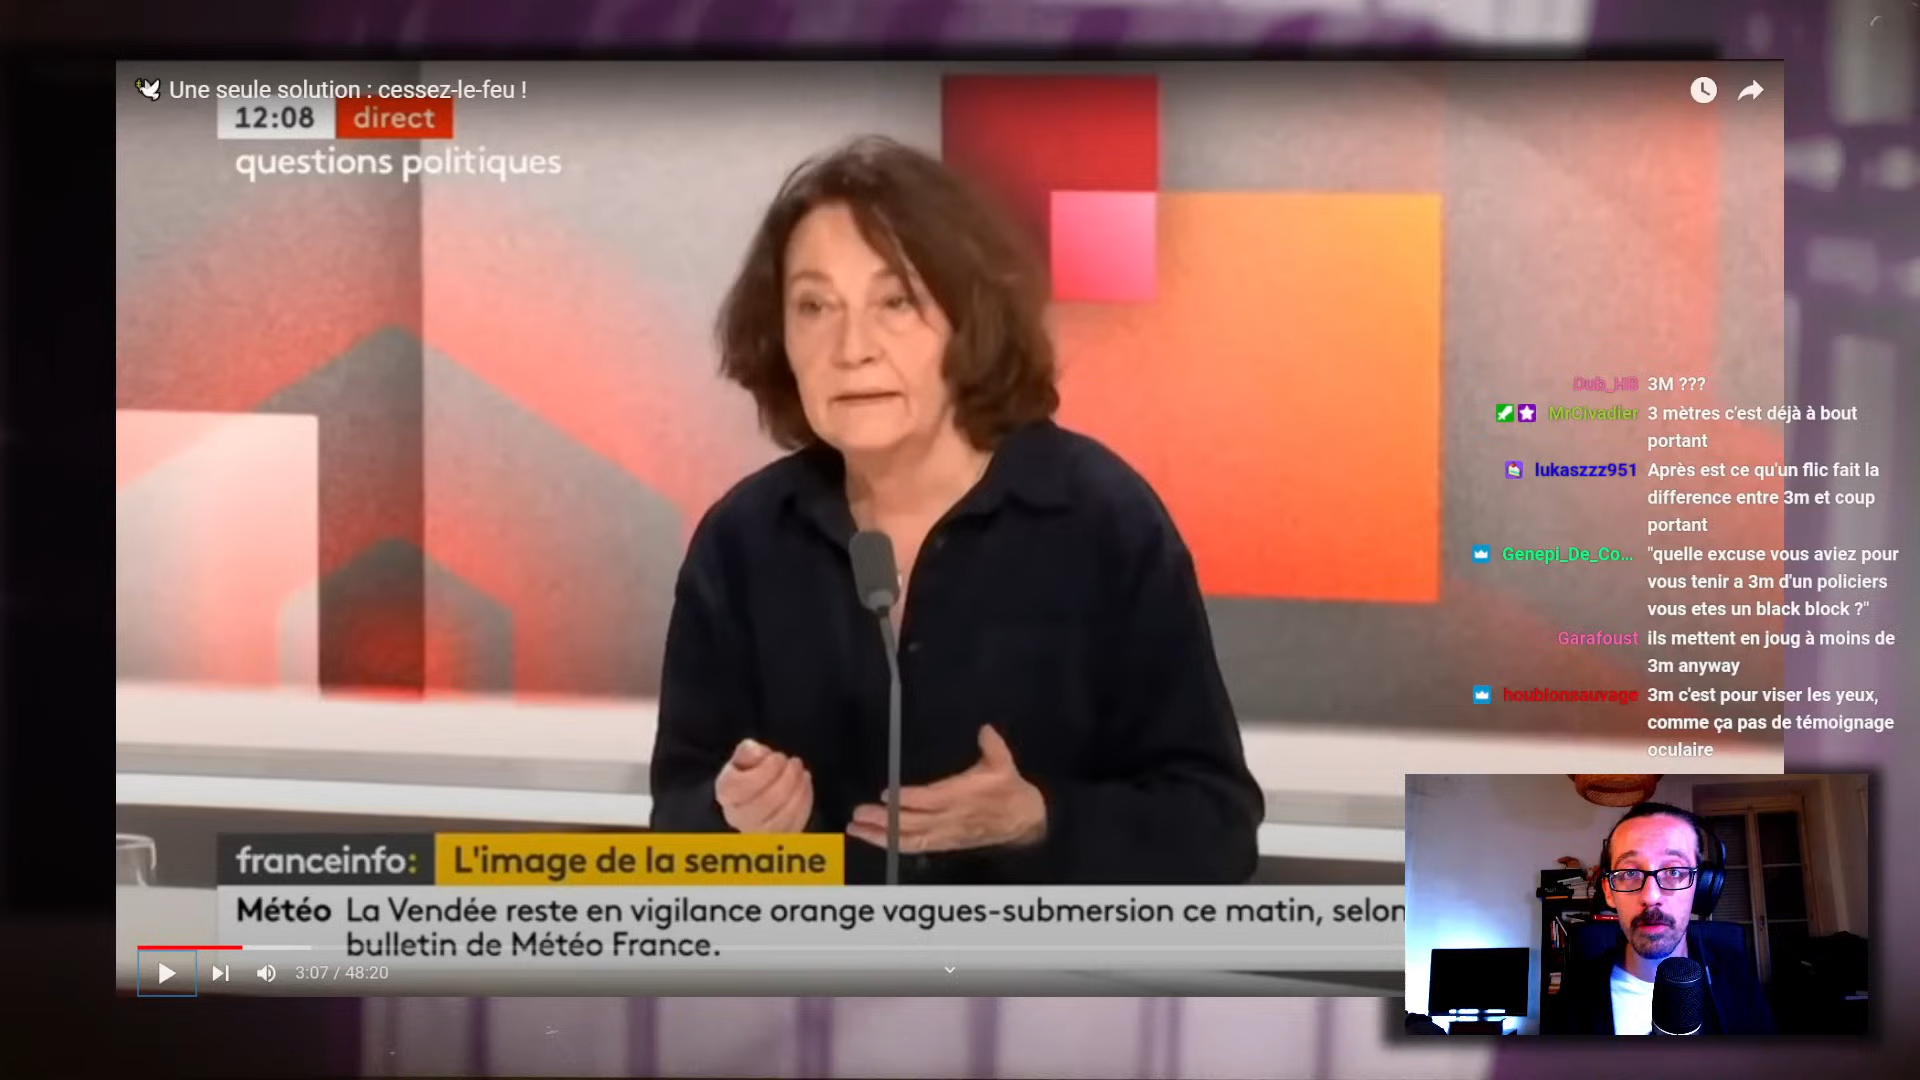 🕊 Une seule solution : cessez-le-feu !
12:08 direct
questions politiques
Dub_HB 3M ???
MrCivadier 3 mètres c'est déjà à bout
portant
lukaszzz951 Après est ce qu'un flic fait la
difference entre 3m et coup
portant
Genepi_De_Co... "quelle excuse vous aviez pour
vous tenir a 3m d'un policiers
vous etes un black block ?"
Garafoust ils mettent en joug à moins de
3m anyway
houblonsauvage 3m c'est pour viser les yeux,
comme ça pas de témoignage
oculaire
franceinfo: L'image de la semaine
Météo La Vendée reste en vigilance orange vagues-submersion ce matin, selon
bulletin de Météo France.
3:07 / 48:20